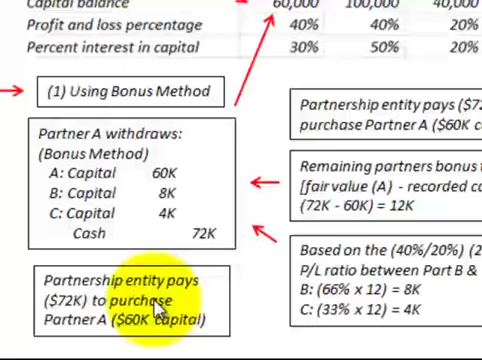 Capital balance 60,000 100,000 40,000
Profit and loss percentage 40% 40% 20%
Percent interest in capital 30% 50% 20%
(1) Using Bonus Method
Partner A withdraws:
(Bonus Method)
A: Capital 60K
B: Capital 8K
C: Capital 4K
Cash 72K
Partnership entity pays
($72K) to purchase
Partner A ($60K capital)
Partnership entity pays ($72
purchase Partner A ($60K c
Remaining partners bonus
[fair value (A) - recorded ca
(72K - 60K) = 12K
Based on the (40%/20%) (2
P/L ratio between Part B &
B: (66% x 12) = 8K
C: (33% x 12) = 4K